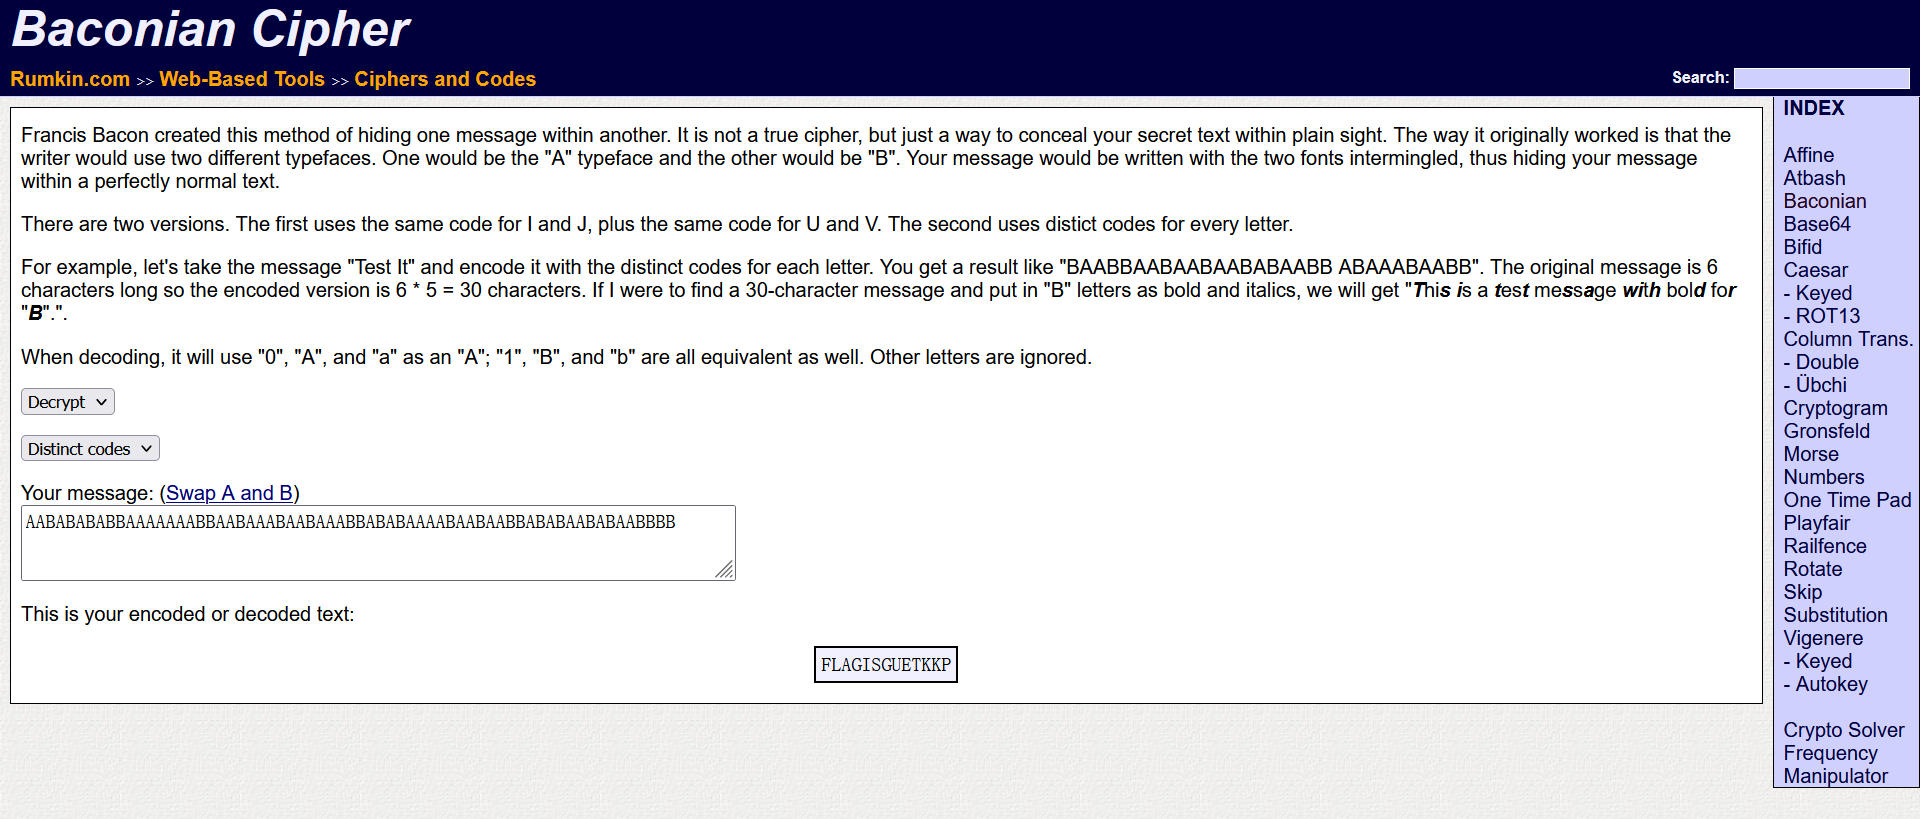 Baconian Cipher
Rumkin.com >> Web-Based Tools >> Ciphers and Codes
Search:
Francis Bacon created this method of hiding one message within another. It is not a true cipher, but just a way to conceal your secret text within plain sight. The way it originally worked is that the
writer would use two different typefaces. One would be the "A" typeface and the other would be "B". Your message would be written with the two fonts intermingled, thus hiding your message
within a perfectly normal text.
There are two versions. The first uses the same code for I and J, plus the same code for U and V. The second uses distict codes for every letter.
For example, let's take the message "Test It" and encode it with the distinct codes for each letter. You get a result like "BAABBAABAABAABABAABB ABAAABAABB". The original message is 6
characters long so the encoded version is 6 * 5 = 30 characters. If I were to find a 30-character message and put in "B" letters as bold and italics, we will get "This is a test message with bold for
"B".".
When decoding, it will use "0", "A", and "a" as an "A"; "1", "B", and "b" are all equivalent as well. Other letters are ignored.
Decrypt
Distinct codes
Your message: (Swap A and B)
AABABABABBAAAAAAABBAABAAABAABAAABBABABAAAABAABAABBABABAABABAABBBB
This is your encoded or decoded text:
FLAGISGUETKKP
INDEX
Affine
Atbash
Baconian
Base64
Bifid
Caesar
- Keyed
- ROT13
Column Trans.
- Double
- Übchi
Cryptogram
Gronsfeld
Morse
Numbers
One Time Pad
Playfair
Railfence
Rotate
Skip
Substitution
Vigenere
- Keyed
- Autokey
Crypto Solver
Frequency
Manipulator